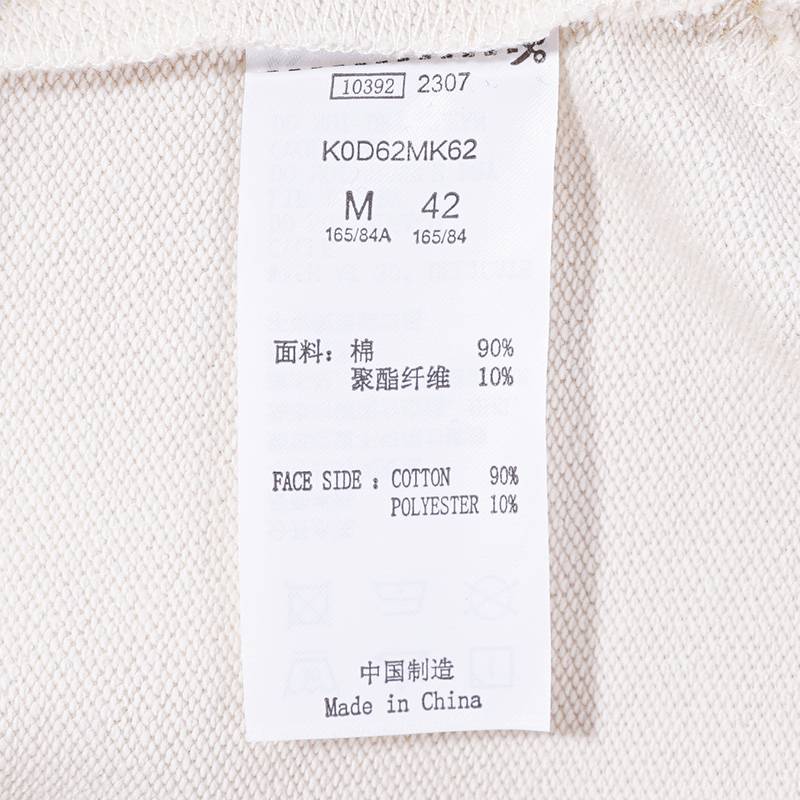 10392 2307
K0D62MK62
M 42
165/84A 165/84
面料：棉 90%
聚酯纤维 10%
FACE SIDE : COTTON 90%
POLYESTER 10%
中国制造
Made in China